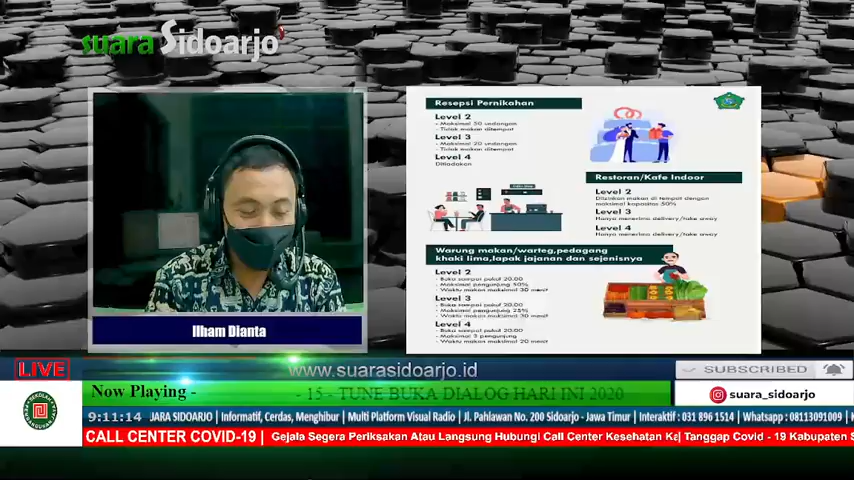 suara Sidoarjo
Resepsi Pernikahan
Level 2
- Maksimal 30 undangan
- Tidak makan ditempat
Level 3
- Maksimal 20 undangan
- Tidak makan ditempat
Level 4
Ditiadakan
Restoran/Kafe Indoor
Level 2
Diizinkan makan di tempat dengan
maksimal kapasitas 50%
Level 3
Hanya menerima delivery/take away
Level 4
Hanya menerima delivery/take away
Warung makan/warteg,pedagang
khaki lima,lapak jajanan dan sejenisnya
Level 2
- Buka sampai pukul 20.00
- Maksimal pengunjung 50%
- Waktu makan maksimal 30 menit
Level 3
- Buka sampai pukul 20.00
- Maksimal pengunjung 25%
- Waktu makan maksimal 30 menit
Level 4
- Buka sampai pukul 20.00
- Maksimal 3 pengunjung
- Waktu makan maksimal 20 menit
Ilham Dianta
LIVE
www.suarasidoarjo.id
SUBSCRIBED
Now Playing -
- 15 - TUNE BUKA DIALOG HARI INI 2020
suara_sidoarjo
9:11:14
JARA SIDOARJO | Informatif, Cerdas, Menghibur | Multi Platform Visual Radio | Jl. Pahlawan No. 200 Sidoarjo - Jawa Timur | Interaktif : 031 896 1514 | Whatsapp : 08113091009 |
CALL CENTER COVID-19 | Gejala Segera Periksakan Atau Langsung Hubungi Call Center Kesehatan Ka| Tanggap Covid - 19 Kabupaten S